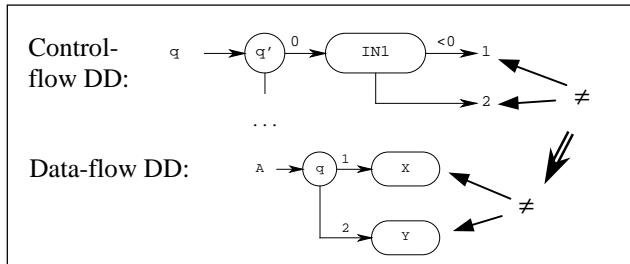 Control-
flow DD:
q q' 0 IN1 <0 1
2 ≠
...
Data-flow DD:
A q 1 X
≠
2 Y